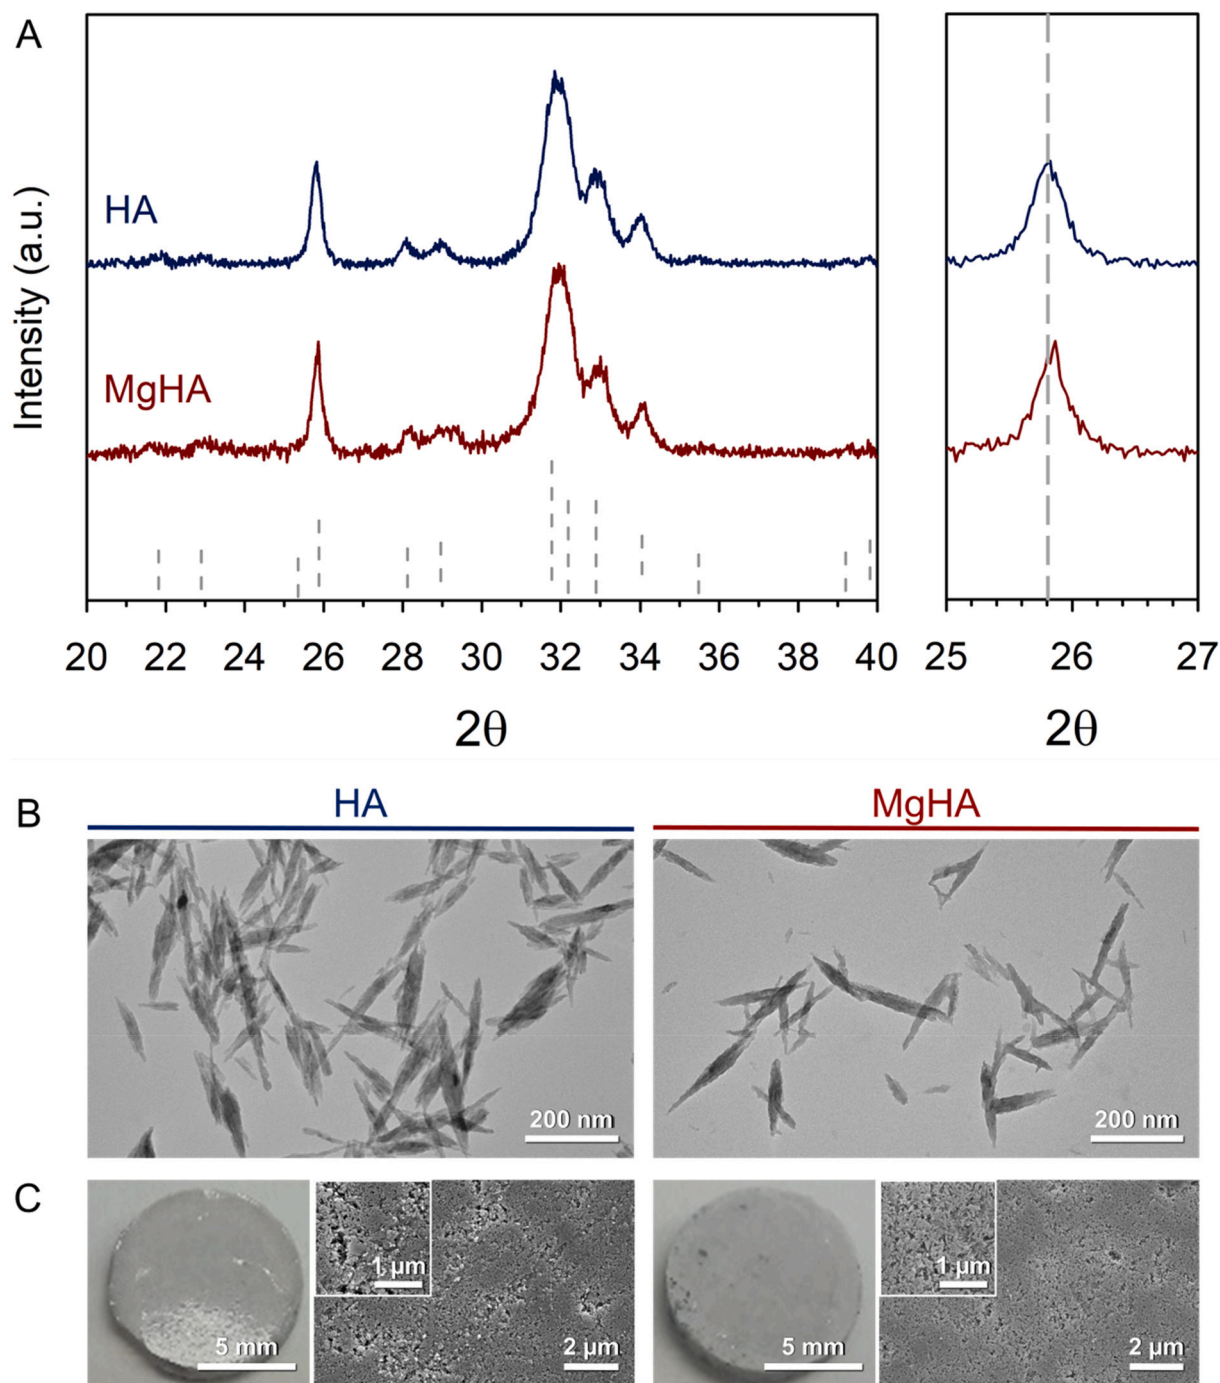 A
Intensity (a.u.)
HA
MgHA
20 22 24 26 28 30 32 34 36 38 40
25 26 27
2θ 2θ
B
HA MgHA
200 nm 200 nm
C
1 µm 1 µm
5 mm 2 µm 5 mm 2 µm